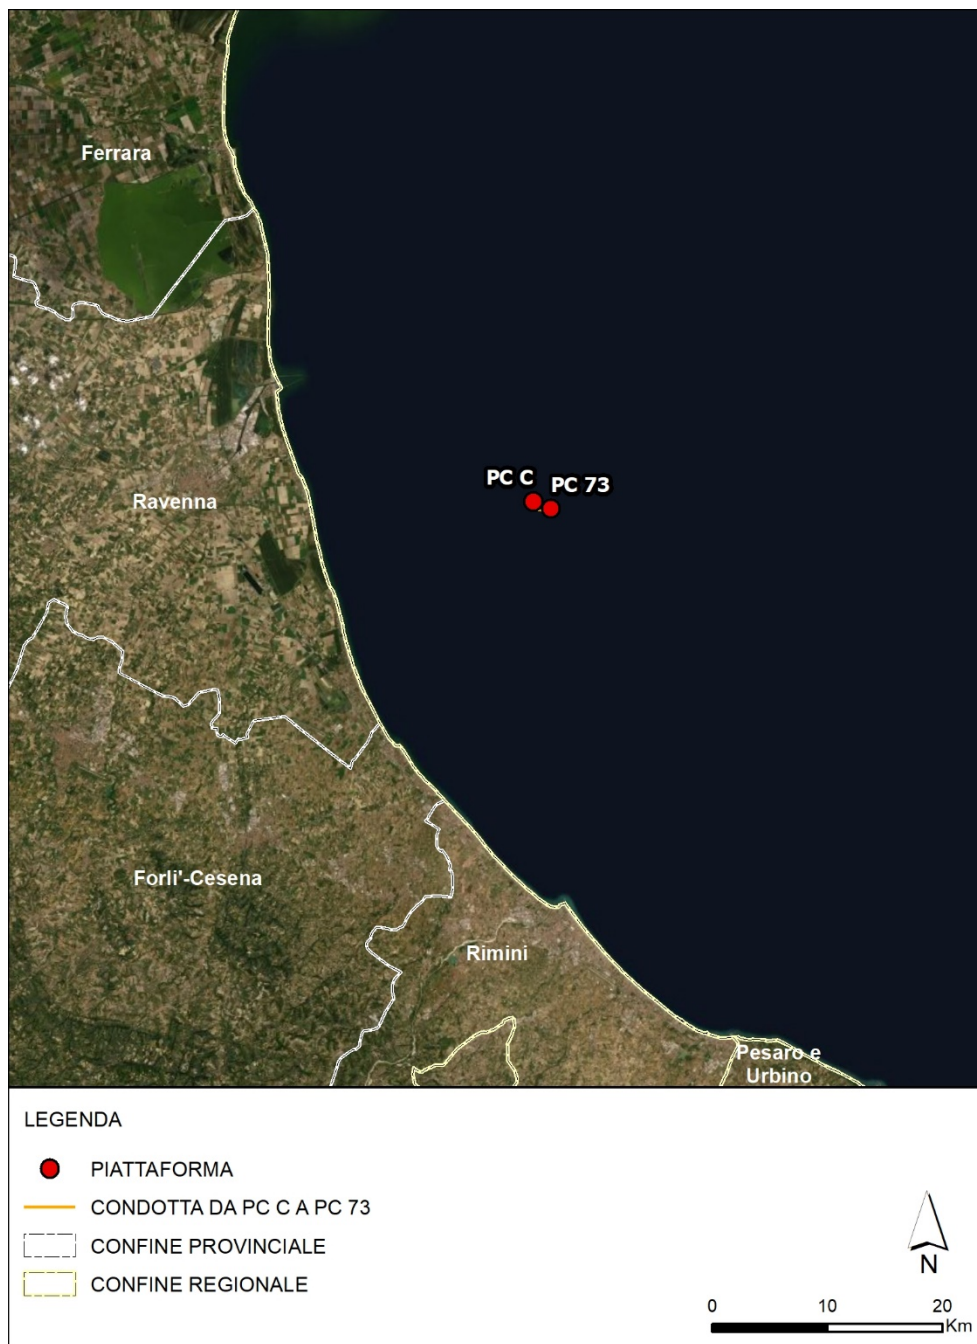 Ferrara
PC C
PC 73
Ravenna
Forli'-Cesena
Rimini
Pesaro e
Urbino
LEGENDA
PIATTAFORMA
CONDOTTA DA PC C A PC 73
CONFINE PROVINCIALE
CONFINE REGIONALE
N
0 10 20
Km